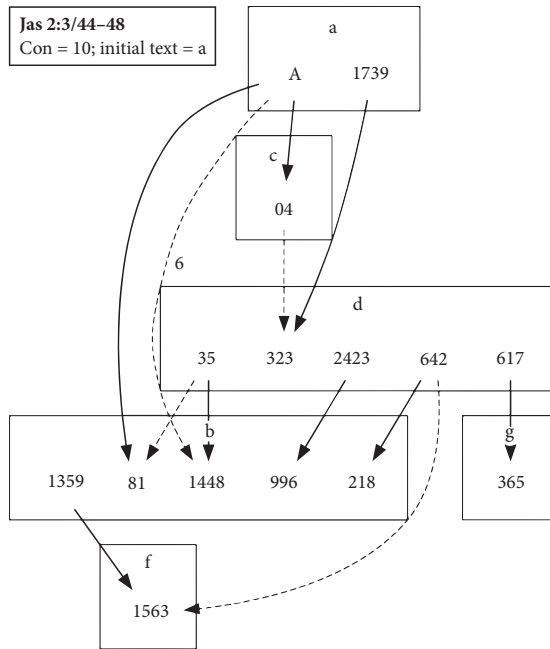 Jas 2:3/44–48
Con = 10; initial text = a
a
A 1739
c
04
6
d
35 323 2423 642 617
b g
1359 81 1448 996 218 365
f
1563